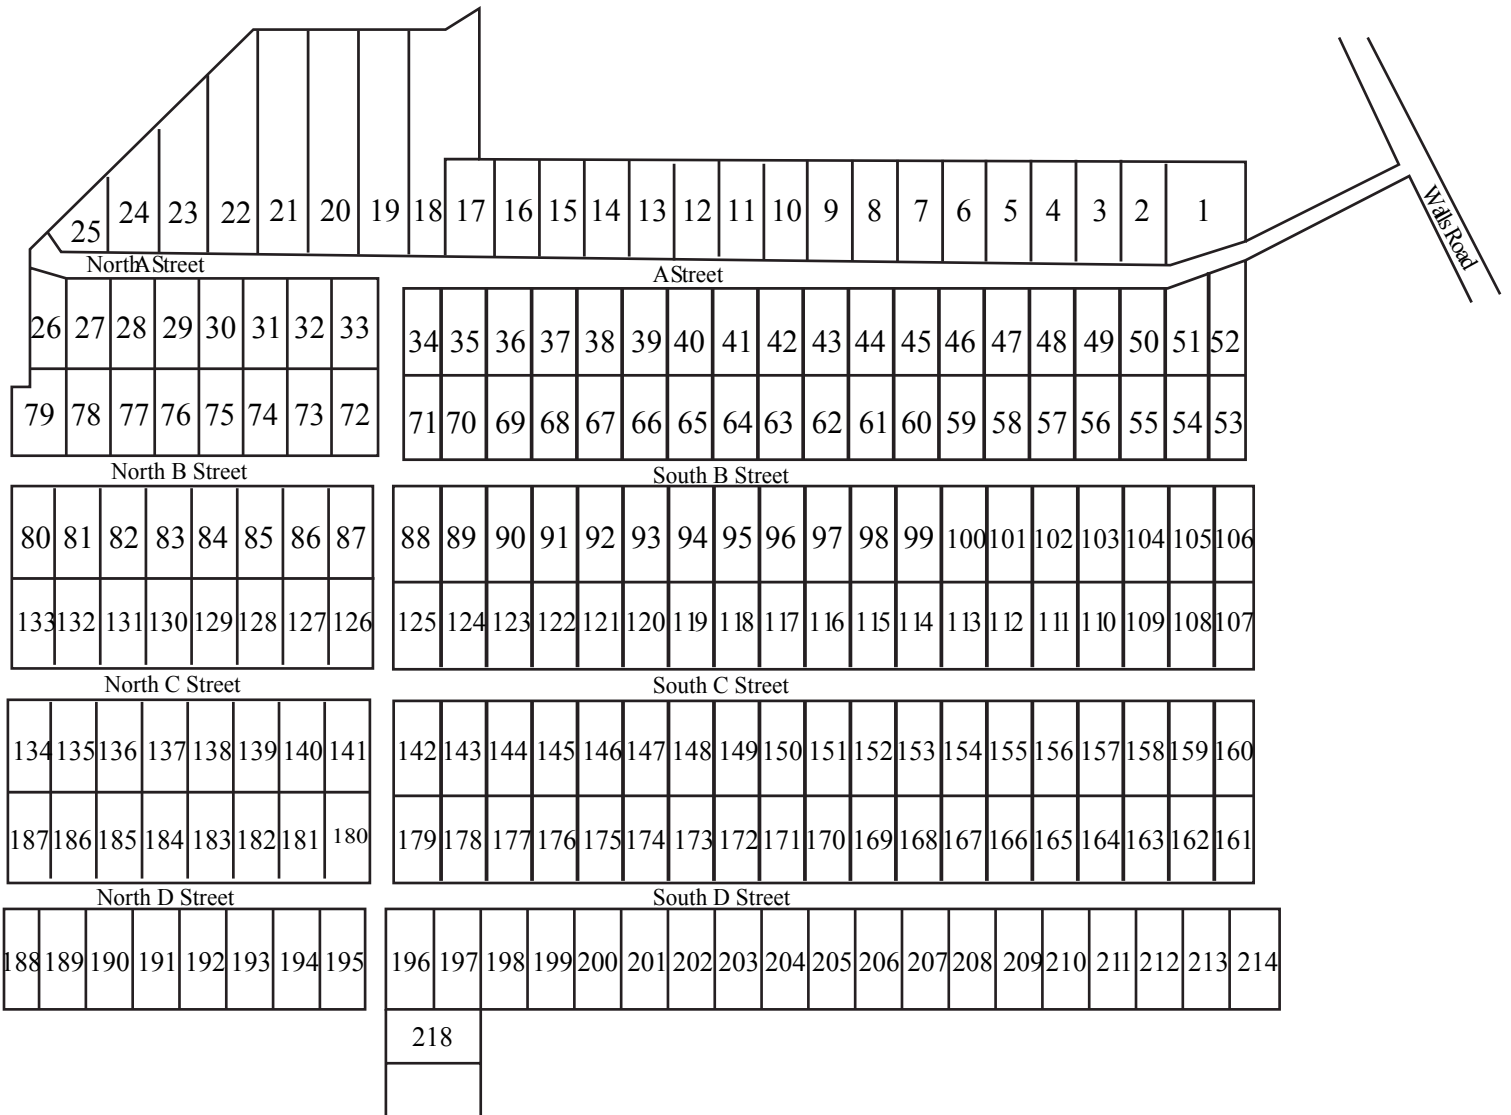 25 24 23 22 21 20 19 18 17 16 15 14 13 12 11 10 9 8 7 6 5 4 3 2 1
Walls Road
North A Street
A Street
26 27 28 29 30 31 32 33
34 35 36 37 38 39 40 41 42 43 44 45 46 47 48 49 50 51 52
79 78 77 76 75 74 73 72
71 70 69 68 67 66 65 64 63 62 61 60 59 58 57 56 55 54 53
North B Street
South B Street
80 81 82 83 84 85 86 87
88 89 90 91 92 93 94 95 96 97 98 99 100 101 102 103 104 105 106
133 132 131 130 129 128 127 126
125 124 123 122 121 120 119 118 117 116 115 114 113 112 111 110 109 108 107
North C Street
South C Street
134 135 136 137 138 139 140 141
142 143 144 145 146 147 148 149 150 151 152 153 154 155 156 157 158 159 160
187 186 185 184 183 182 181 180
179 178 177 176 175 174 173 172 171 170 169 168 167 166 165 164 163 162 161
North D Street
South D Street
188 189 190 191 192 193 194 195
196 197 198 199 200 201 202 203 204 205 206 207 208 209 210 211 212 213 214
218